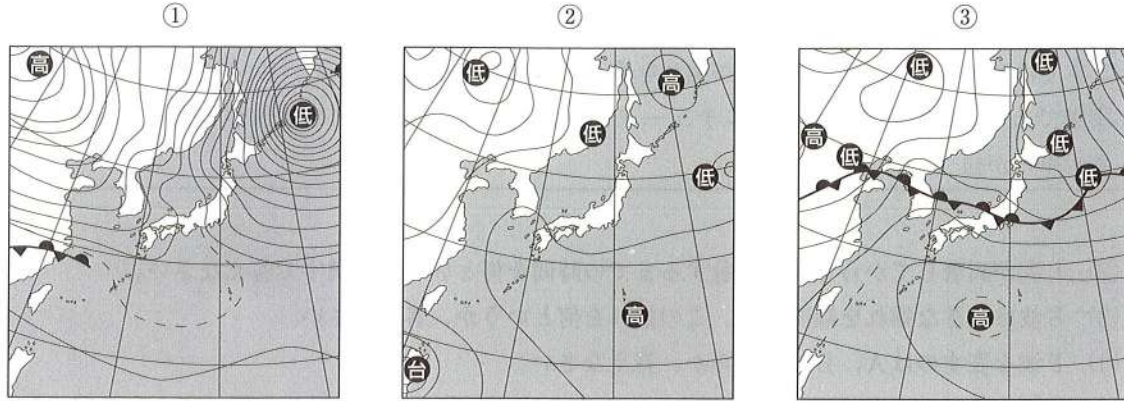 ① ② ③
高 低
低 高 低 低 高 台
低 低 高 低 低 低 高